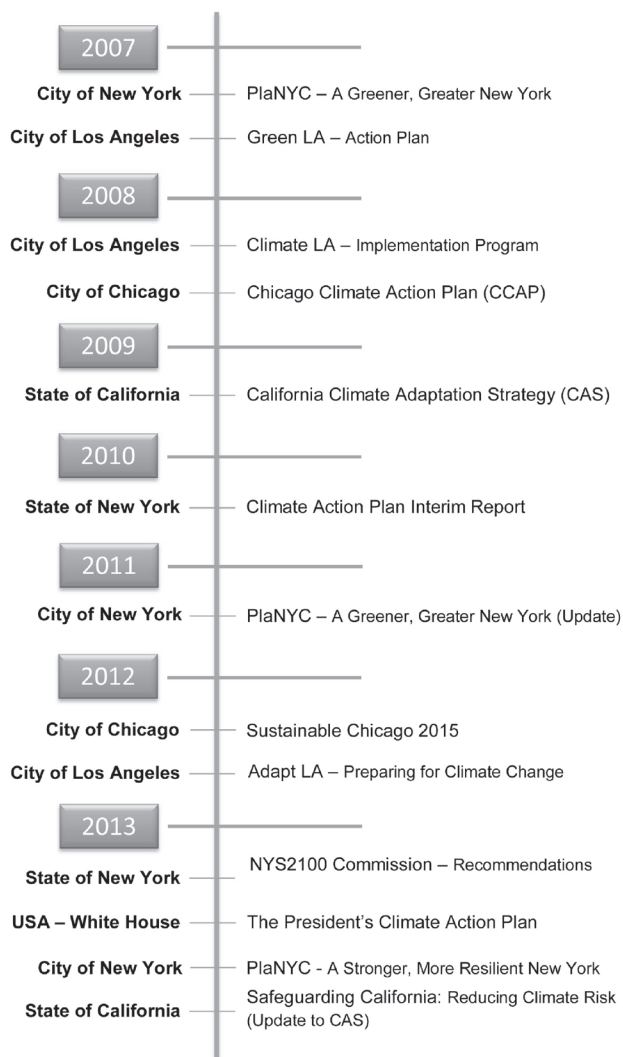 2007
City of New York PlaNYC – A Greener, Greater New York
City of Los Angeles Green LA – Action Plan
2008
City of Los Angeles Climate LA – Implementation Program
City of Chicago Chicago Climate Action Plan (CCAP)
2009
State of California California Climate Adaptation Strategy (CAS)
2010
State of New York Climate Action Plan Interim Report
2011
City of New York PlaNYC – A Greener, Greater New York (Update)
2012
City of Chicago Sustainable Chicago 2015
City of Los Angeles Adapt LA – Preparing for Climate Change
2013
State of New York NYS2100 Commission – Recommendations
USA – White House The President's Climate Action Plan
City of New York PlaNYC - A Stronger, More Resilient New York
State of California Safeguarding California: Reducing Climate Risk
(Update to CAS)